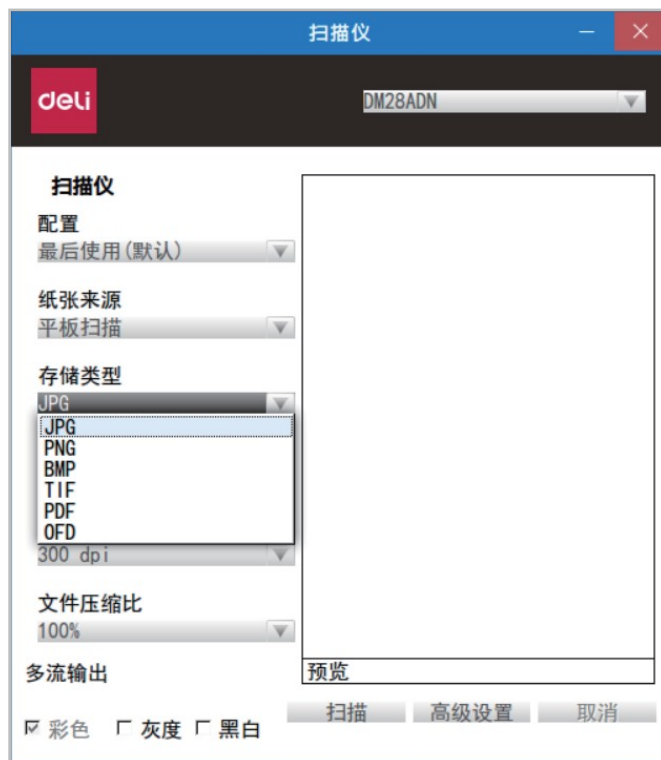 扫描仪
deli
DM28ADN
扫描仪
配置
最后使用(默认)
纸张来源
平板扫描
存储类型
JPG
JPG
PNG
BMP
TIF
PDF
OFD
300 dpi
文件压缩比
100%
多流输出
彩色 灰度 黑白
预览
扫描 高级设置 取消